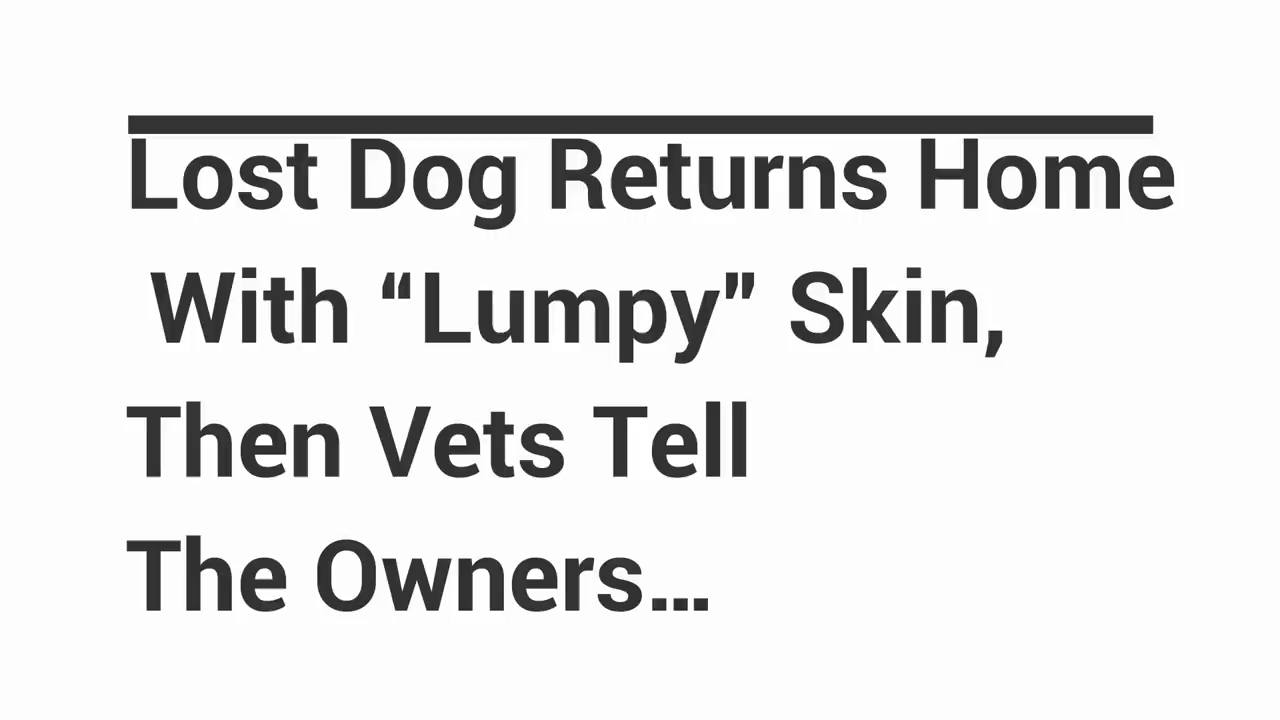 Lost Dog Returns Home
With “Lumpy” Skin,
Then Vets Tell
The Owners...